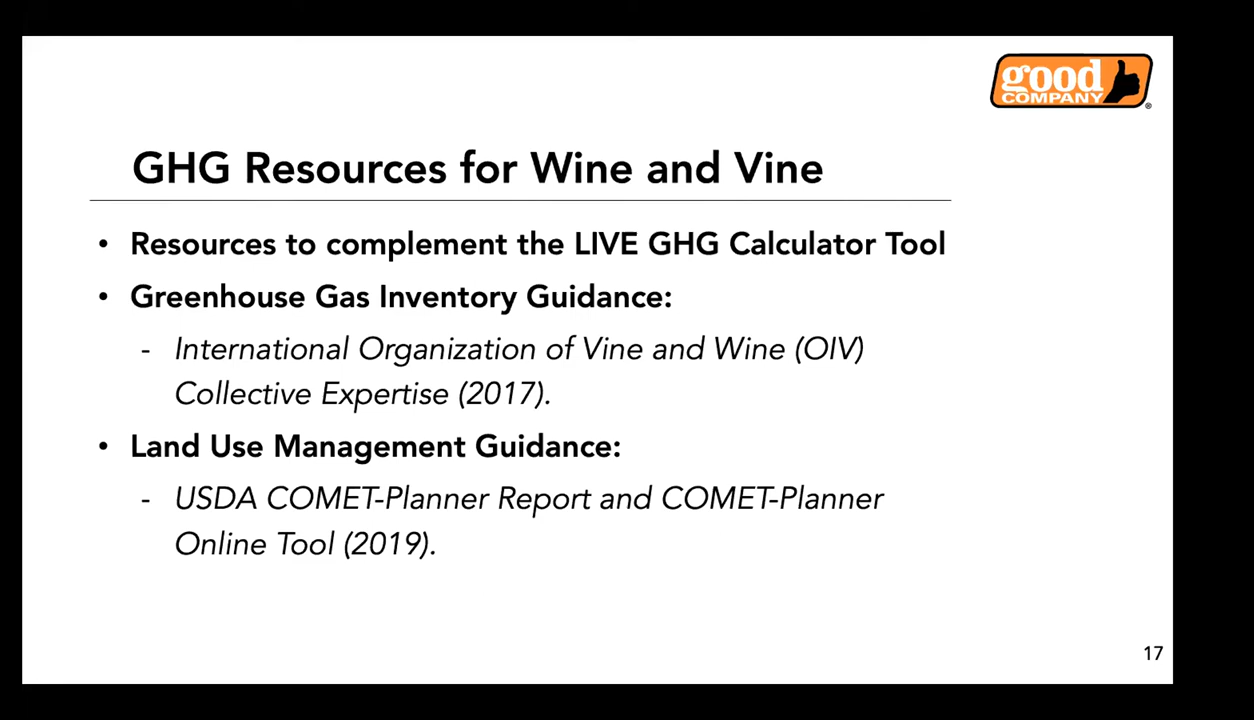 good
COMPANY
®
GHG Resources for Wine and Vine
• Resources to complement the LIVE GHG Calculator Tool
• Greenhouse Gas Inventory Guidance:
- International Organization of Vine and Wine (OIV)
Collective Expertise (2017).
• Land Use Management Guidance:
- USDA COMET-Planner Report and COMET-Planner
Online Tool (2019).
17